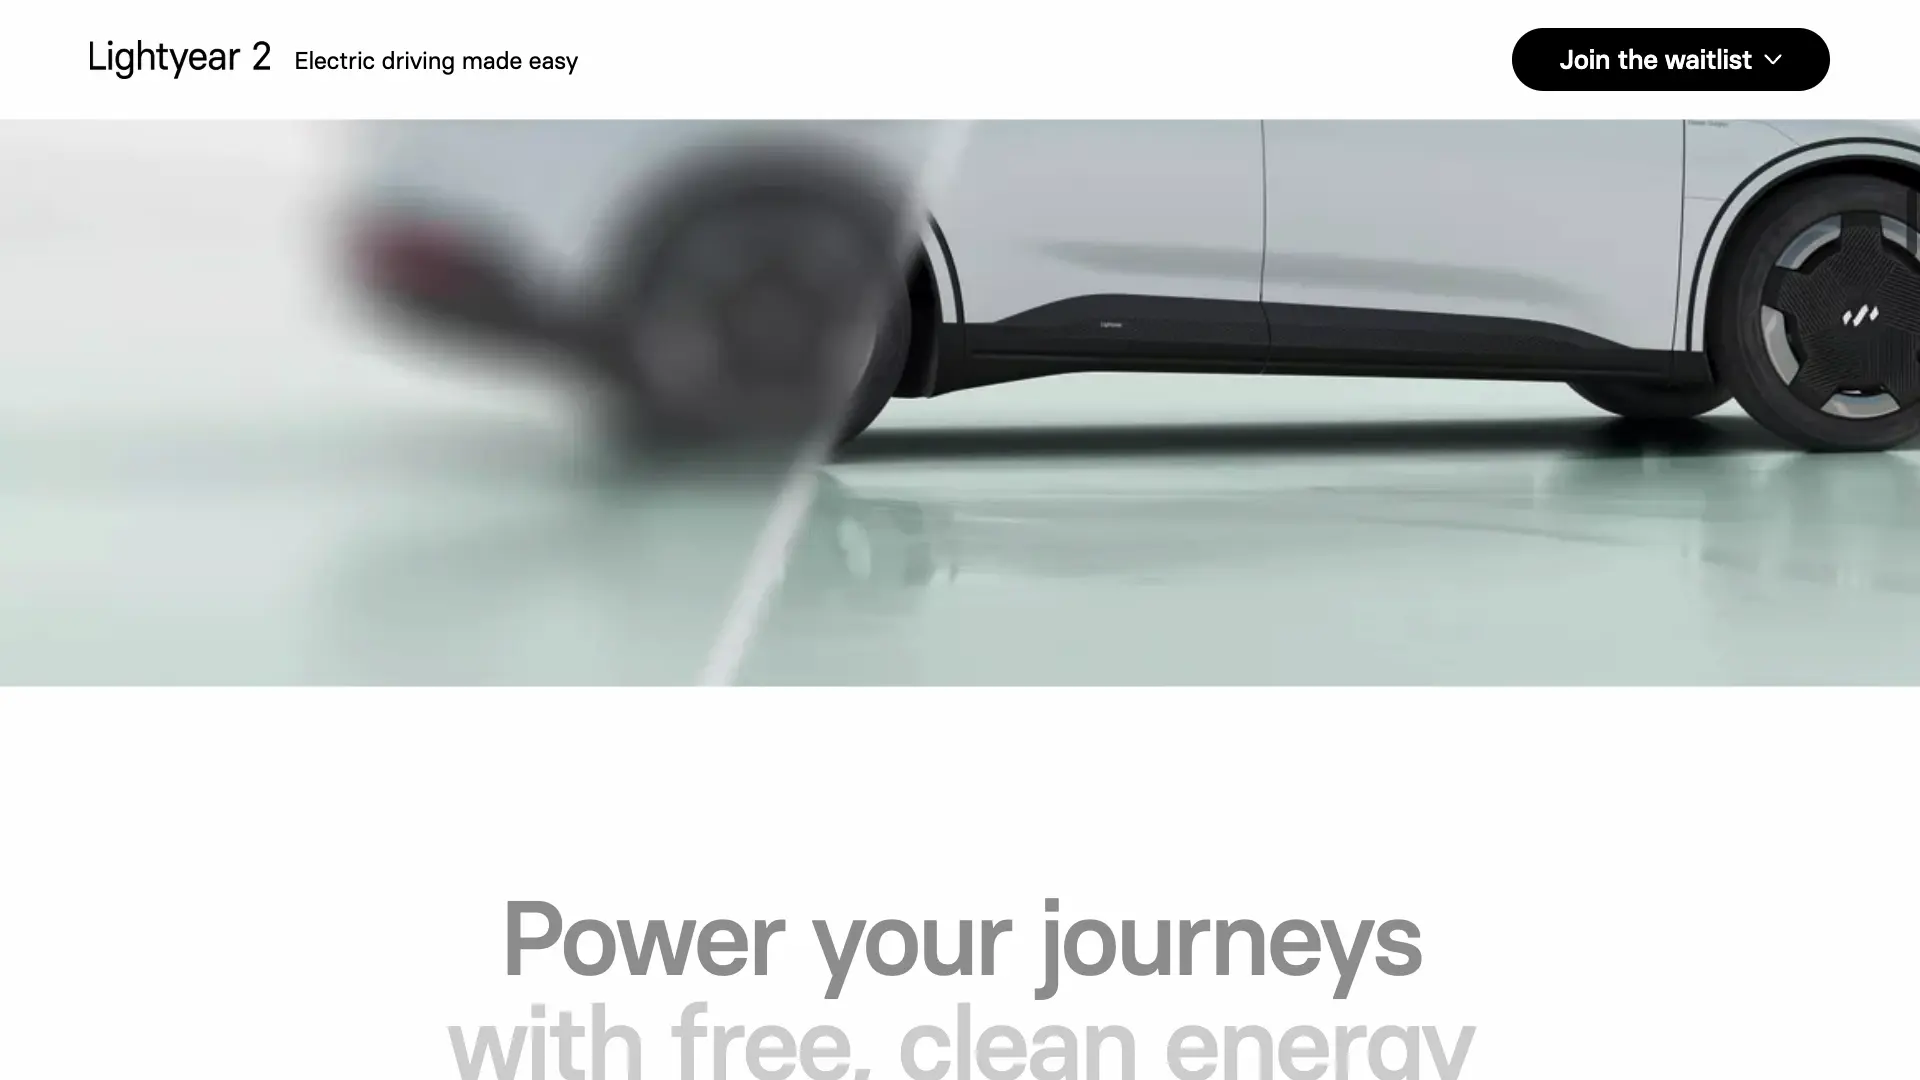 Lightyear 2 Electric driving made easy
Join the waitlist
Power your journeys
with free, clean energy